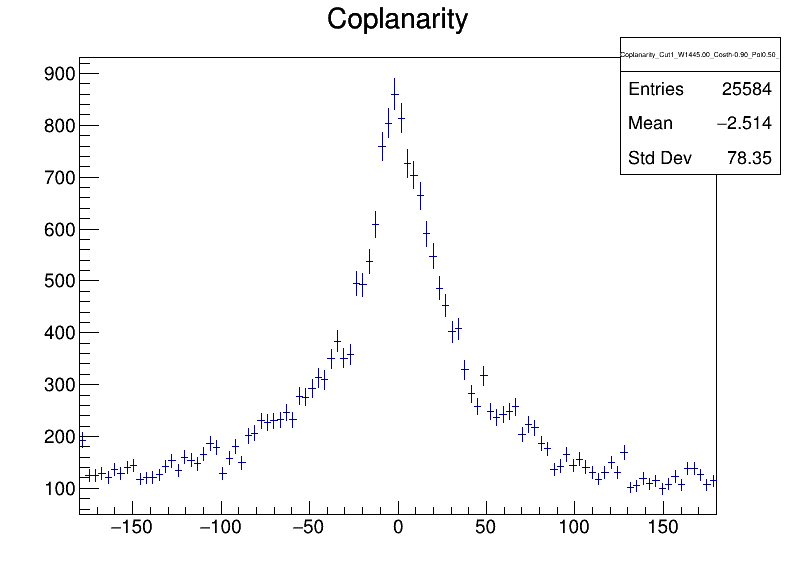 Coplanarity
Coplanarity_Cut1_W1445.00_Costh-0.90_Pol0.50_
Entries 25584
Mean −2.514
Std Dev 78.35
900
800
700
600
500
400
300
200
100
−150 −100 −50 0 50 100 150